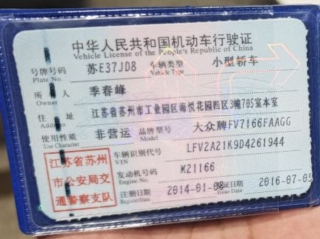 中华人民共和国机动车行驶证
Vehicle License of the People's Republic of China
号牌号码 苏E37JD8 车辆类型 小型轿车
Plate No. Vehicle Type
所有人 季春峰
Owner
住址 江苏省苏州市工业园区海悦花园四区3幢705室本室
Address
使用性质 非营运 品牌型号 大众牌FV7166FAAGG
Use Character Model
江苏省苏州市公安局交通警察支队
车辆识别代号 LFV2A21K9D4261944
VIN
发动机号码 K21166
Engine No.
注册日期 2014-01-08 2016-07-05
Register Date